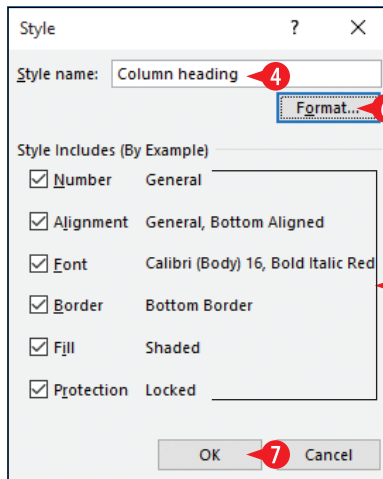 Style ? ×
Style name: Column heading 4
Format...
Style Includes (By Example)
Number General
Alignment General, Bottom Aligned
Font Calibri (Body) 16, Bold Italic Red
Border Bottom Border
Fill Shaded
Protection Locked
OK 7 Cancel